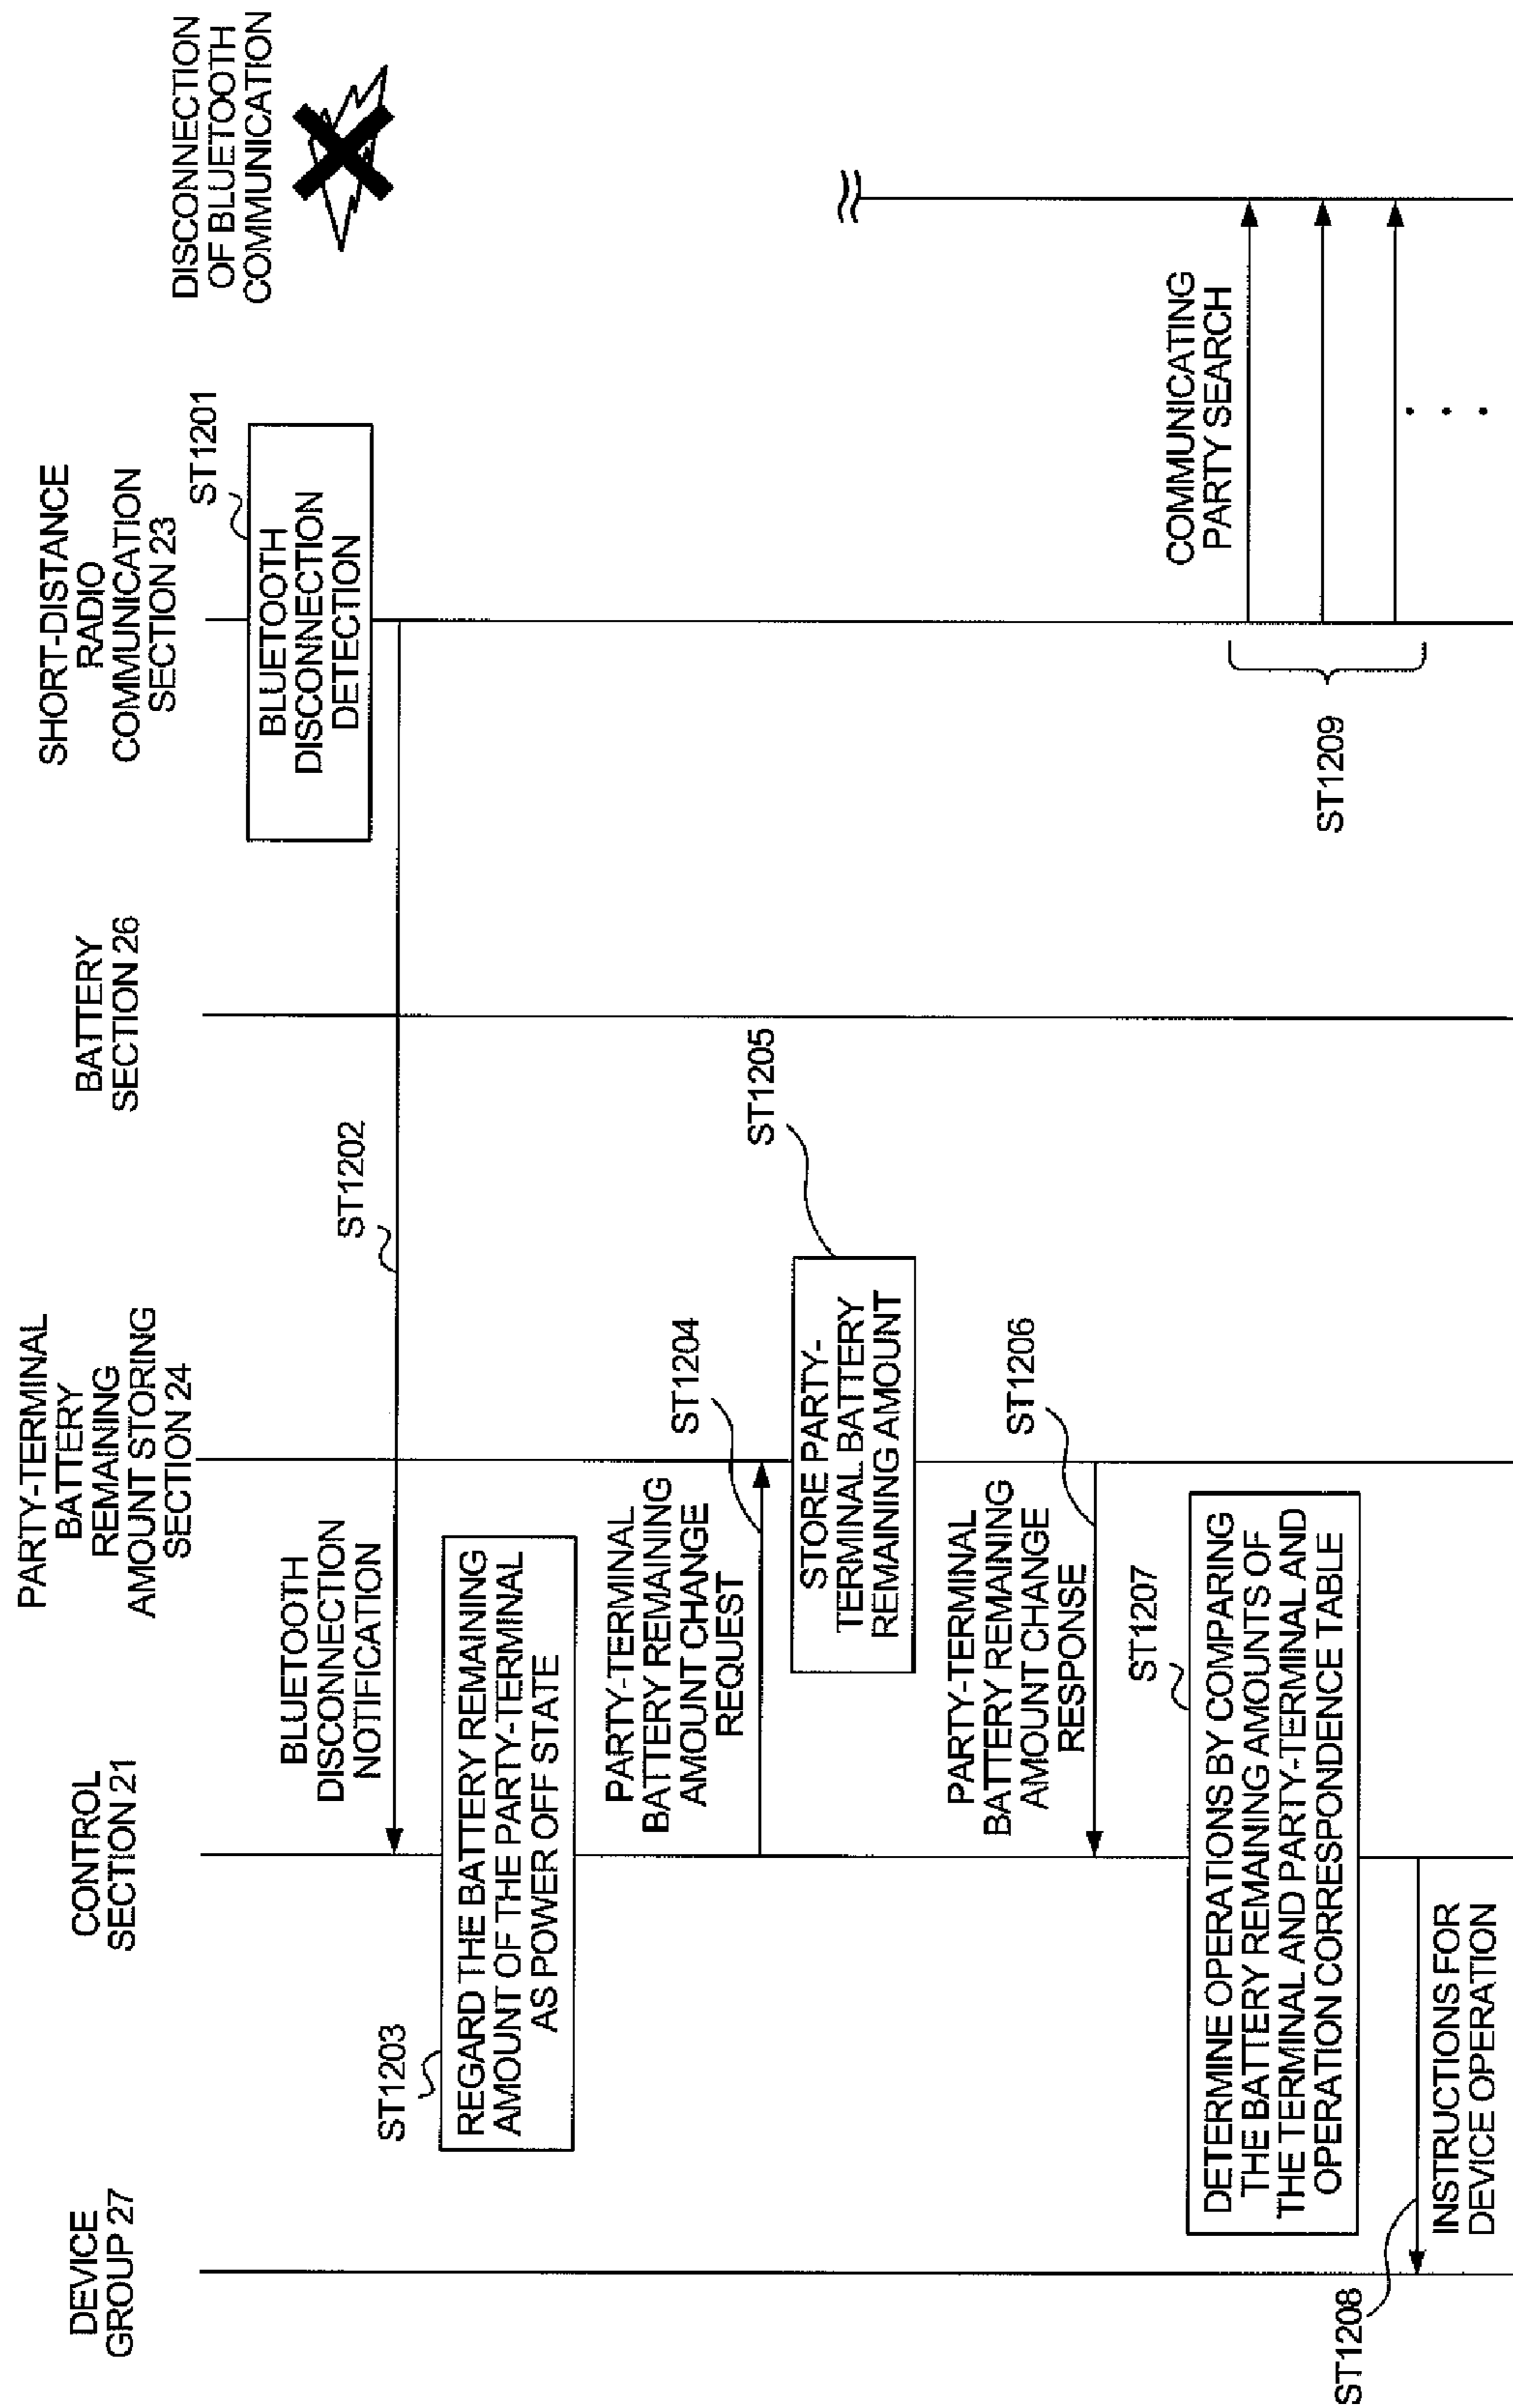 DEVICE
GROUP 27
CONTROL
SECTION 21
PARTY-TERMINAL
BATTERY
REMAINING
AMOUNT STORING
SECTION 24
BATTERY
SECTION 26
SHORT-DISTANCE
RADIO
COMMUNICATION
SECTION 23
DISCONNECTION
OF BLUETOOTH
COMMUNICATION
ST1201
BLUETOOTH
DISCONNECTION
DETECTION
BLUETOOTH
DISCONNECTION
NOTIFICATION
ST1202
ST1203
REGARD THE BATTERY REMAINING
AMOUNT OF THE PARTY-TERMINAL
AS POWER OFF STATE
PARTY-TERMINAL
BATTERY REMAINING
AMOUNT CHANGE
REQUEST
ST1204
ST1205
STORE PARTY-
TERMINAL BATTERY
REMAINING AMOUNT
PARTY-TERMINAL
BATTERY REMAINING
AMOUNT CHANGE
RESPONSE
ST1206
ST1207
DETERMINE OPERATIONS BY COMPARING
THE BATTERY REMAINING AMOUNTS OF
THE TERMINAL AND PARTY-TERMINAL AND
OPERATION CORRESPONDENCE TABLE
COMMUNICATING
PARTY SEARCH
ST1209
ST1208
INSTRUCTIONS FOR
DEVICE OPERATION